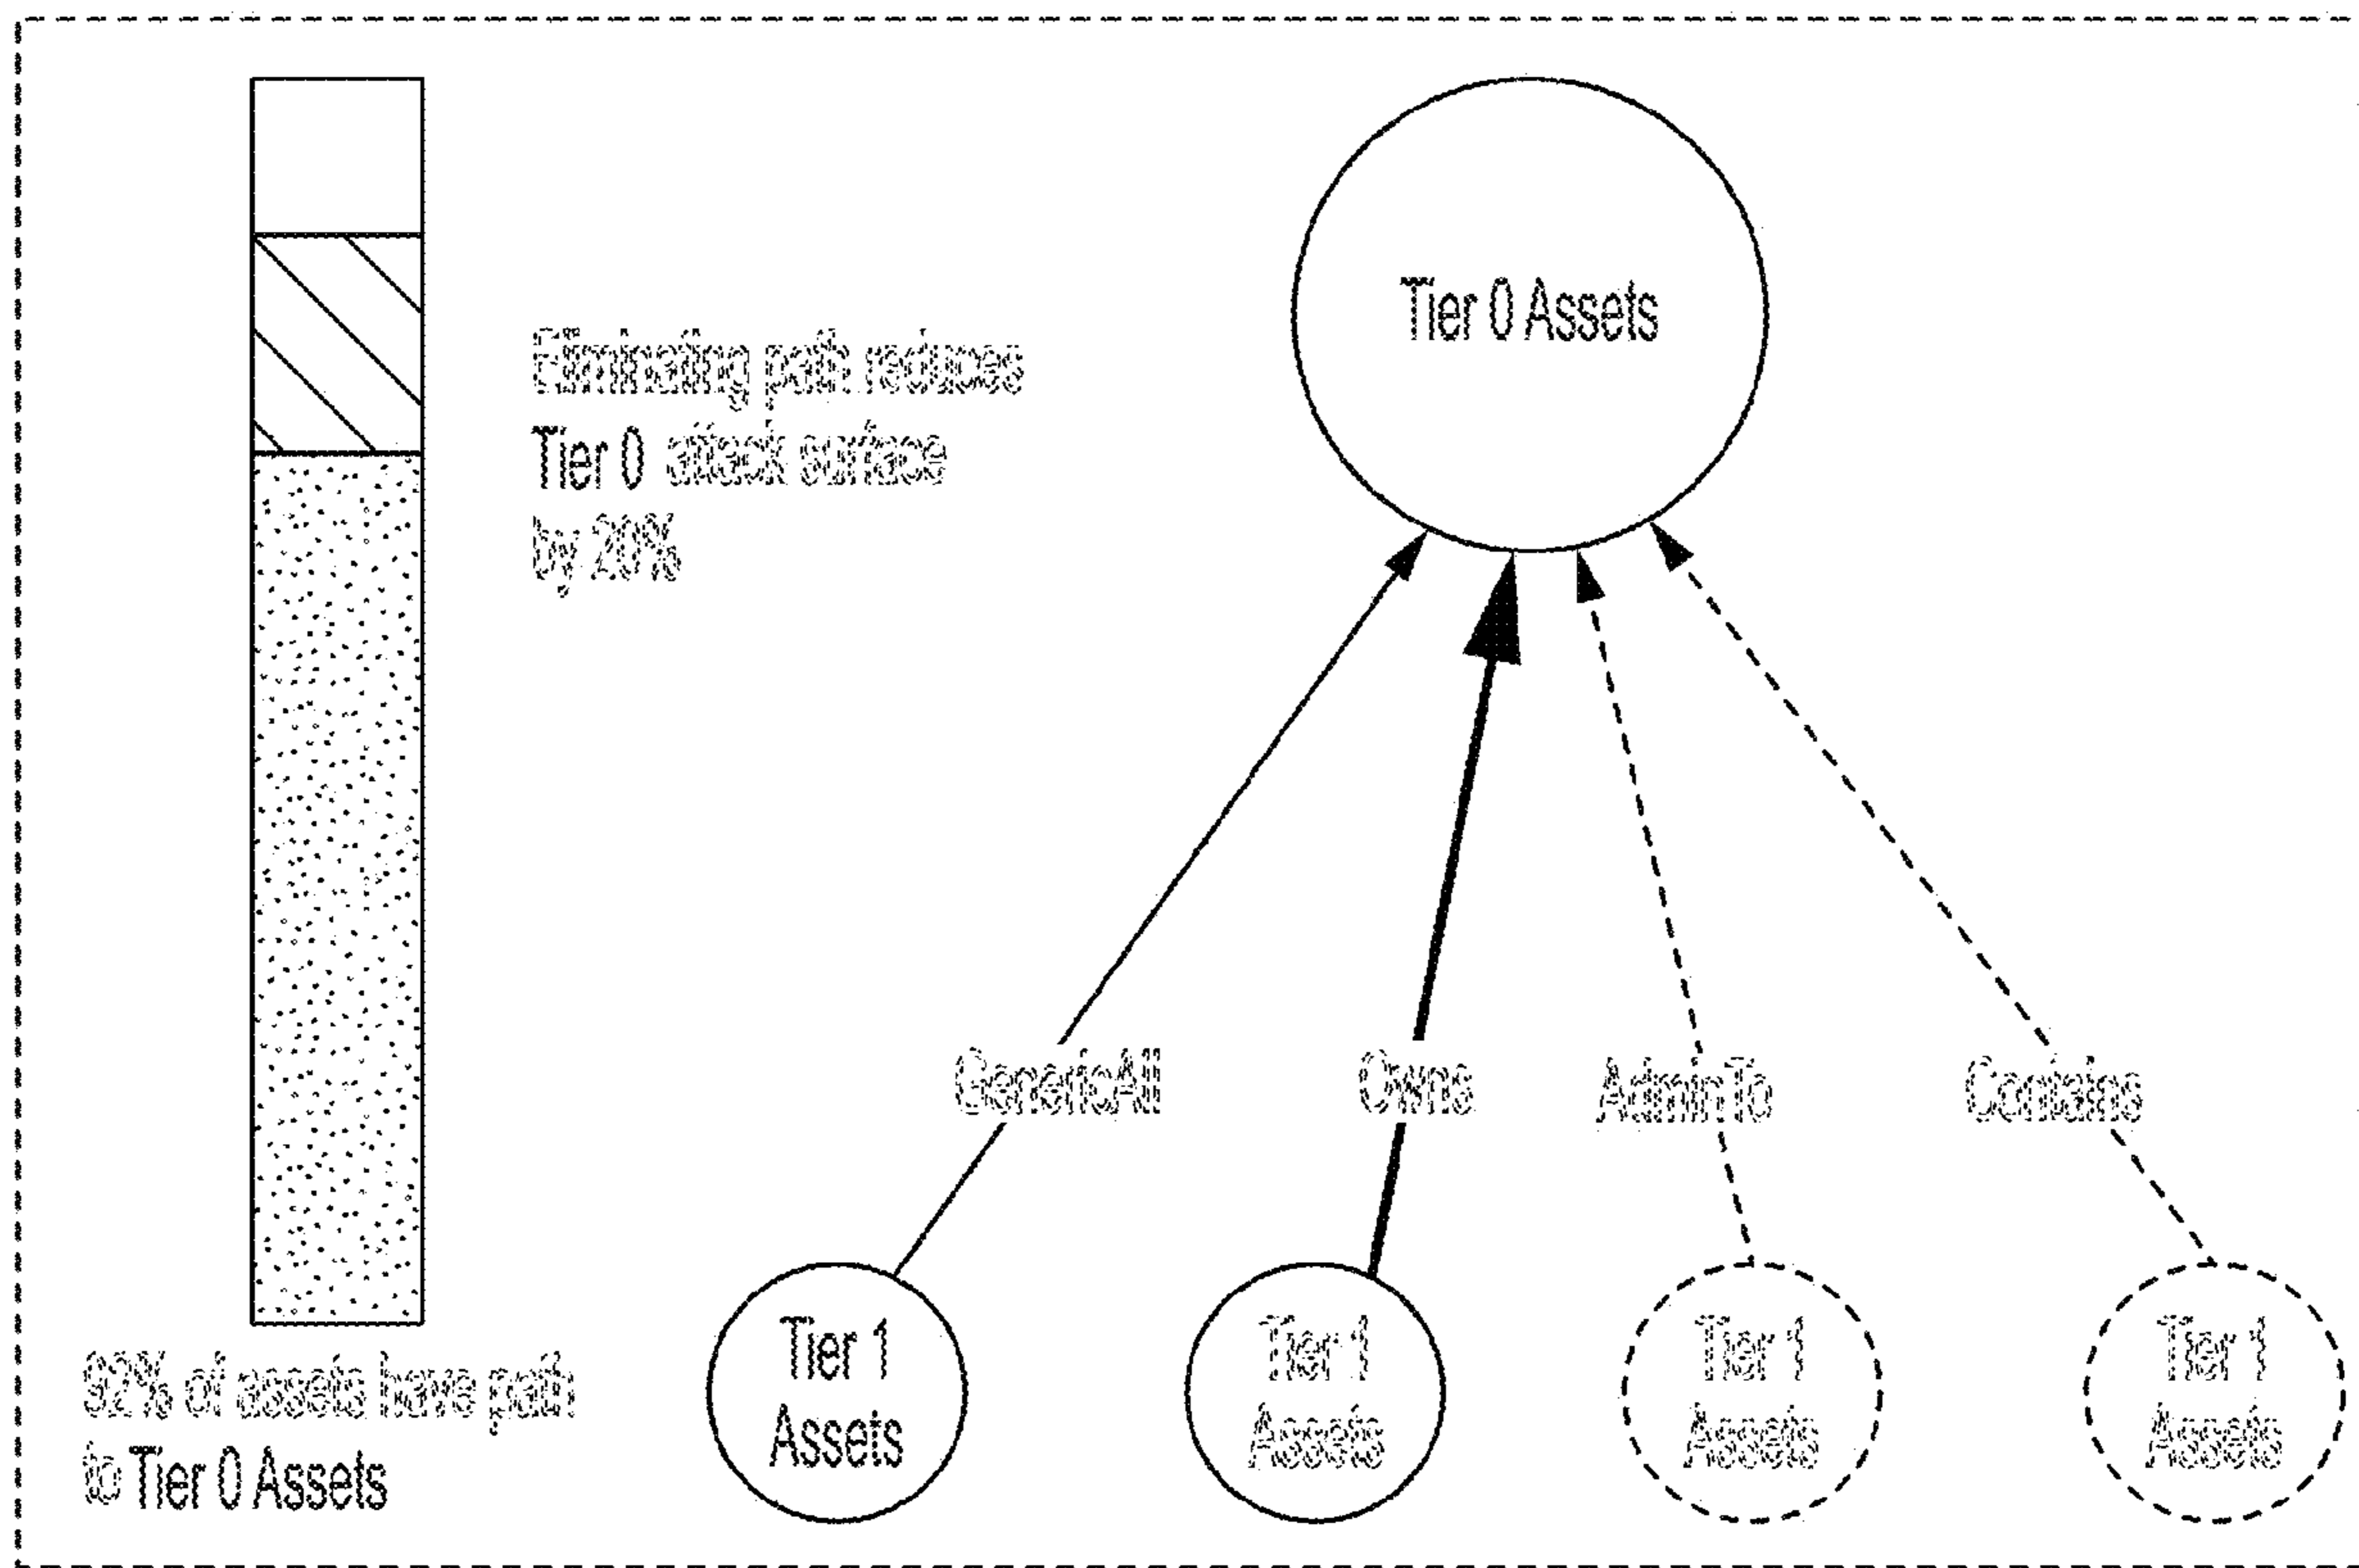 Eliminating path reduces
Tier 0 attack surface
by 20%
Tier 0 Assets
GenericAll
Owns
AdminTo
Contains
92% of assets have path
to Tier 0 Assets
Tier 1
Assets
Tier 1
Assets
Tier 1
Assets
Tier 1
Assets